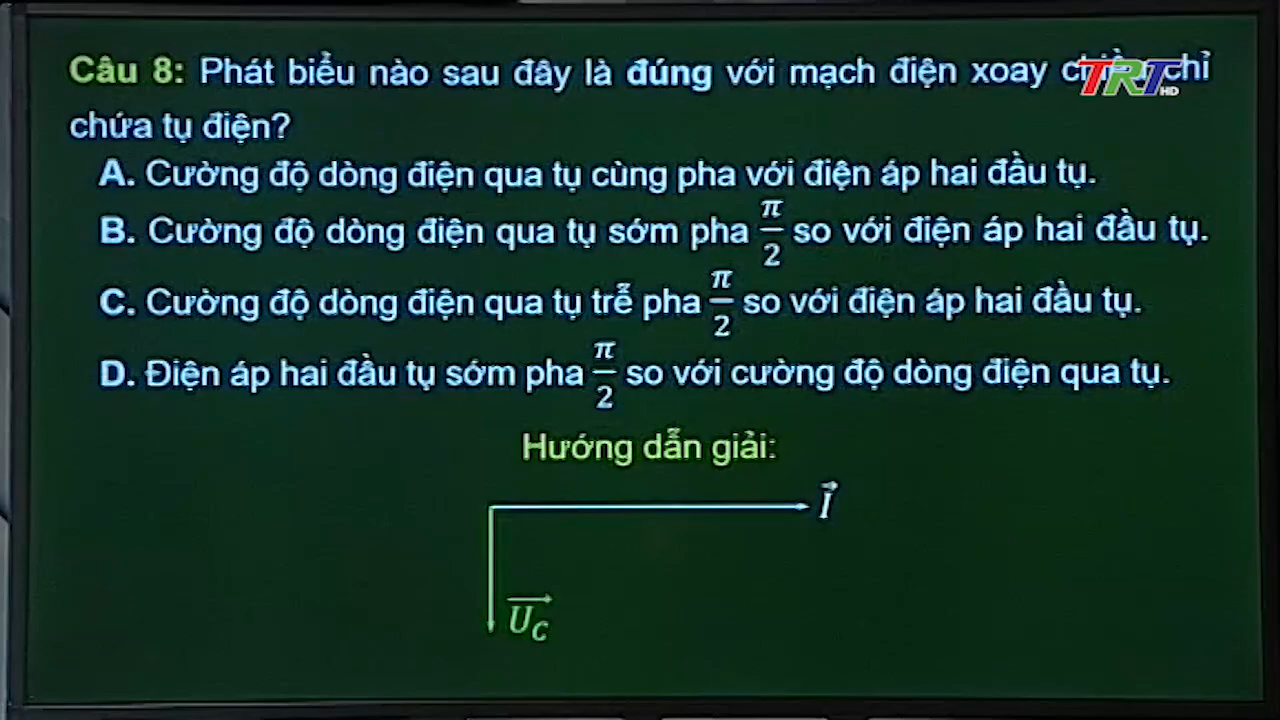 Câu 8: Phát biểu nào sau đây là đúng với mạch điện xoay chỉ
TRT HD
chứa tụ điện?
A. Cường độ dòng điện qua tụ cùng pha với điện áp hai đầu tụ.
B. Cường độ dòng điện qua tụ sớm pha π/2 so với điện áp hai đầu tụ.
C. Cường độ dòng điện qua tụ trễ pha π/2 so với điện áp hai đầu tụ.
D. Điện áp hai đầu tụ sớm pha π/2 so với cường độ dòng điện qua tụ.
Hướng dẫn giải:
I⃗
U_C⃗